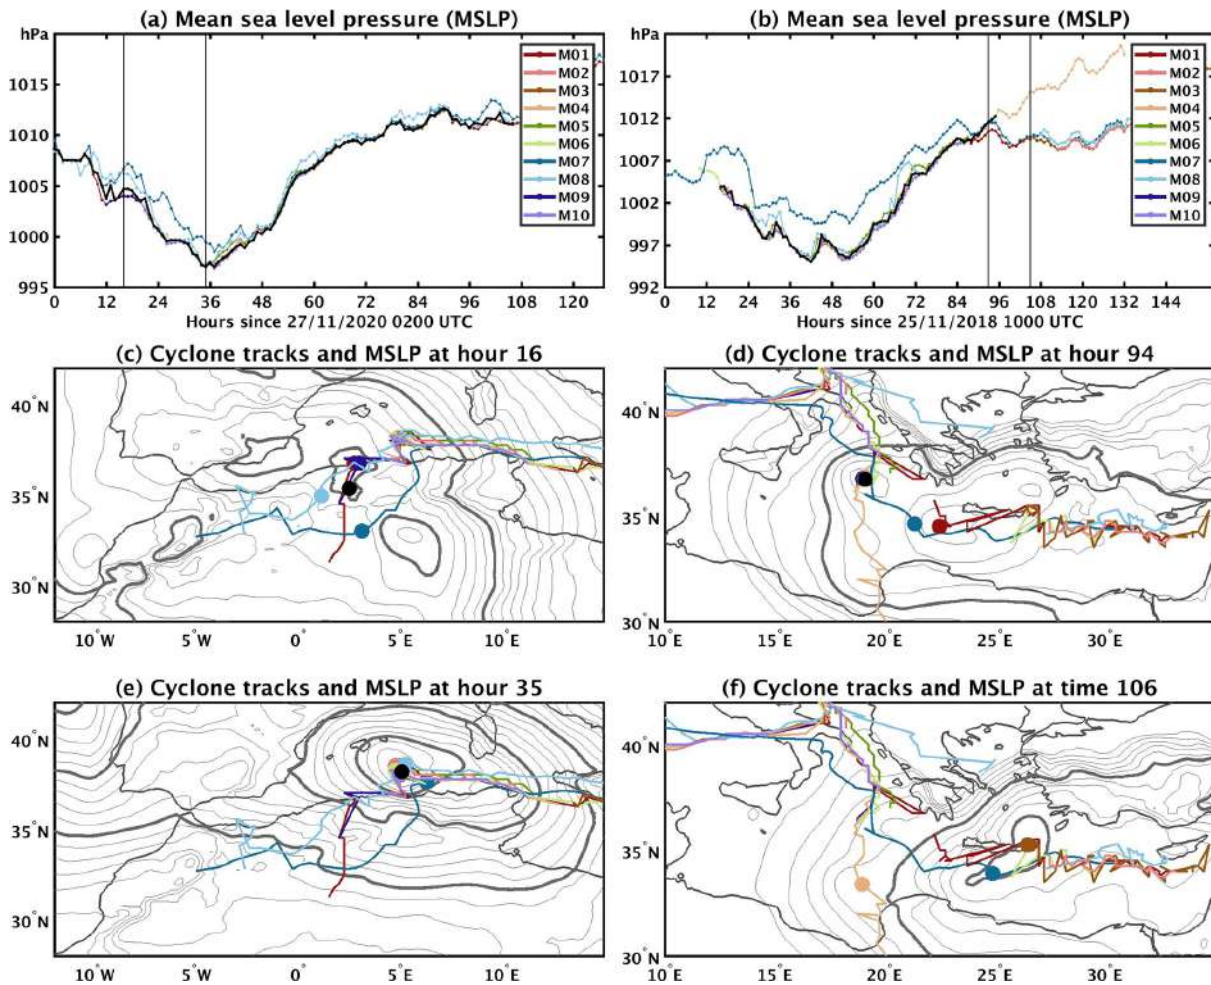 (a) Mean sea level pressure (MSLP)
hPa
1015
1010
1005
1000
995
0 12 24 36 48 60 72 84 96 108 120
Hours since 27/11/2020 0200 UTC
M01
M02
M03
M04
M05
M06
M07
M08
M09
M10
(b) Mean sea level pressure (MSLP)
hPa
1017
1012
1007
1002
997
992
0 12 24 36 48 60 72 84 96 108 120 132 144
Hours since 25/11/2018 1000 UTC
M01
M02
M03
M04
M05
M06
M07
M08
M09
M10
(c) Cyclone tracks and MSLP at hour 16
40°N
35°N
30°N
10°W 5°W 0° 5°E 10°E
(d) Cyclone tracks and MSLP at hour 94
40°N
35°N
30°N
10°E 15°E 20°E 25°E 30°E
(e) Cyclone tracks and MSLP at hour 35
40°N
35°N
30°N
10°W 5°W 0° 5°E 10°E
(f) Cyclone tracks and MSLP at time 106
40°N
35°N
30°N
10°E 15°E 20°E 25°E 30°E